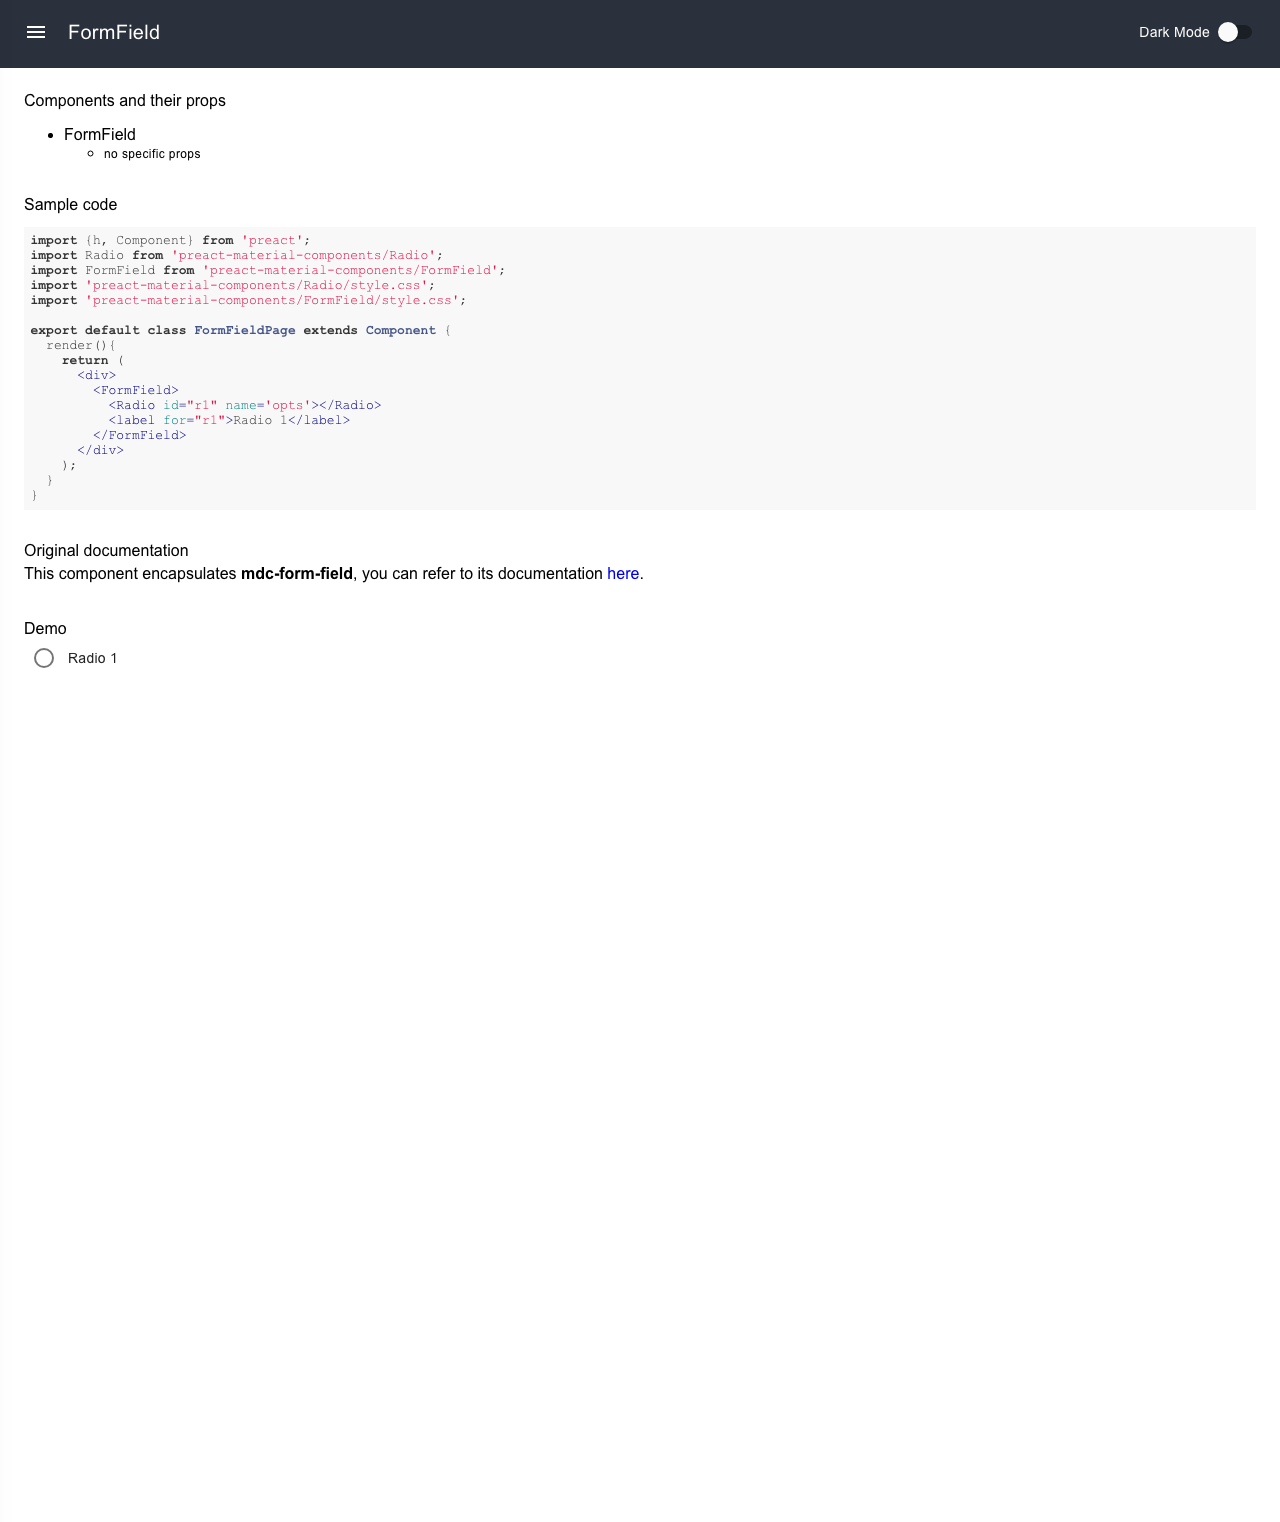 FormField
Dark Mode
Components and their props
FormField
no specific props
Sample code
import {h, Component} from 'preact';
import Radio from 'preact-material-components/Radio';
import FormField from 'preact-material-components/FormField';
import 'preact-material-components/Radio/style.css';
import 'preact-material-components/FormField/style.css';
export default class FormFieldPage extends Component {
render(){
return (
<div>
<FormField>
<Radio id="r1" name='opts'></Radio>
<label for="r1">Radio 1</label>
</FormField>
</div>
);
}
}
Original documentation
This component encapsulates mdc-form-field, you can refer to its documentation here.
Demo
Radio 1